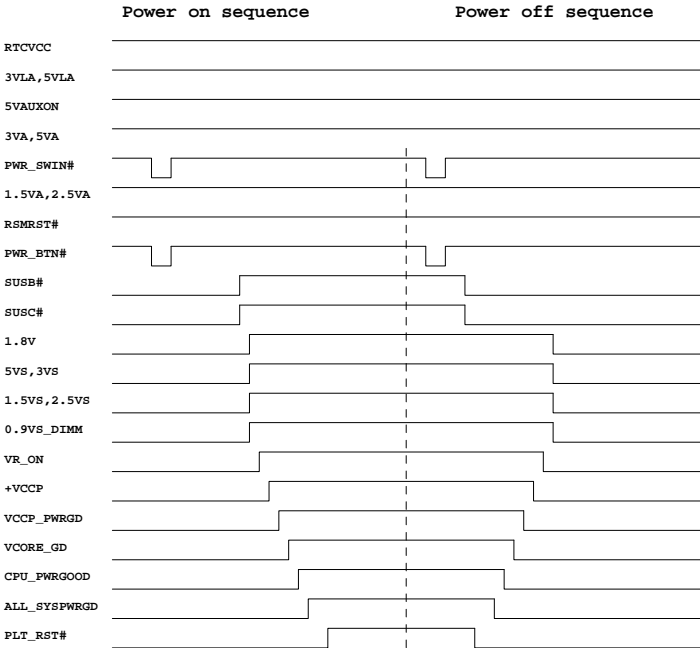 Power on sequence Power off sequence
RTCVCC
3VLA,5VLA
5VAUXON
3VA,5VA
PWR_SWIN#
1.5VA,2.5VA
RSMRST#
PWR_BTN#
SUSB#
SUSC#
1.8V
5VS,3VS
1.5VS,2.5VS
0.9VS_DIMM
VR_ON
+VCCP
VCCP_PWRGD
VCORE_GD
CPU_PWRGOOD
ALL_SYSPWRGD
PLT_RST#